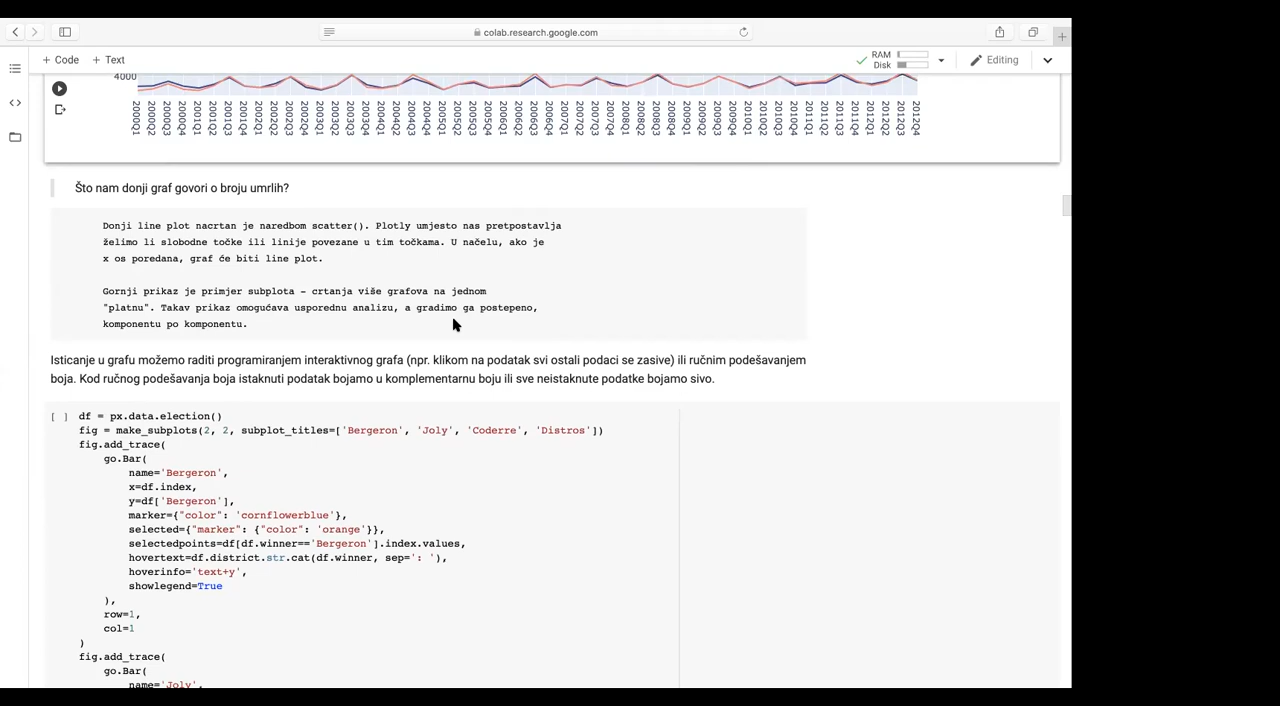 colab.research.google.com
+ Code + Text
RAM
Disk
Editing
4000
2000Q1 2000Q2 2000Q3 2000Q4 2001Q1 2001Q2 2001Q3 2001Q4 2002Q1 2002Q2 2002Q3 2002Q4 2003Q1 2003Q2 2003Q3 2003Q4 2004Q1 2004Q2 2004Q3 2004Q4 2005Q1 2005Q2 2005Q3 2005Q4 2006Q1 2006Q2 2006Q3 2006Q4 2007Q1 2007Q2 2007Q3 2007Q4 2008Q1 2008Q2 2008Q3 2008Q4 2009Q1 2009Q2 2009Q3 2009Q4 2010Q1 2010Q2 2010Q3 2010Q4 2011Q1 2011Q2 2011Q3 2011Q4 2012Q1 2012Q2 2012Q3 2012Q4
Što nam donji graf govori o broju umrlih?
Donji line plot nacrtan je naredbom scatter(). Plotly umjesto nas pretpostavlja
želimo li slobodne točke ili linije povezane u tim točkama. U načelu, ako je
x os poredana, graf će biti line plot.
Gornji prikaz je primjer subplota - crtanja više grafova na jednom
"platnu". Takav prikaz omogućava usporednu analizu, a gradimo ga postepeno,
komponentu po komponentu.
Isticanje u grafu možemo raditi programiranjem interaktivnog grafa (npr. klikom na podatak svi ostali podaci se zasive) ili ručnim podešavanjem
boja. Kod ručnog podešavanja boja istaknuti podatak bojamo u komplementarnu boju ili sve neistaknute podatke bojamo sivo.
[ ] df = px.data.election()
fig = make_subplots(2, 2, subplot_titles=['Bergeron', 'Joly', 'Coderre', 'Distros'])
fig.add_trace(
go.Bar(
name='Bergeron',
x=df.index,
y=df['Bergeron'],
marker={"color": 'cornflowerblue'},
selected={"marker": {"color": 'orange'}},
selectedpoints=df[df.winner=='Bergeron'].index.values,
hovertext=df.district.str.cat(df.winner, sep=': '),
hoverinfo='text+y',
showlegend=True
),
row=1,
col=1
)
fig.add_trace(
go.Bar(
name='Joly',